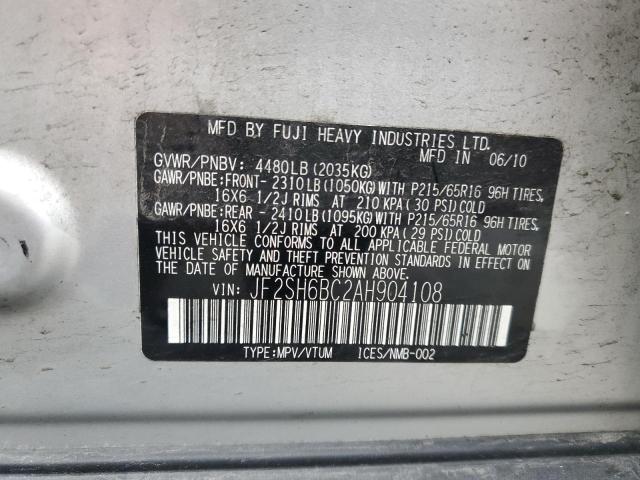 MFD BY FUJI HEAVY INDUSTRIES LTD.
MFD IN 06/10
GVWR/PNBV: 4480LB(2035KG)
GAWR/PNBE:FRONT- 2310LB(1050KG)WITH P215/65R16 96H TIRES,
16X6 1/2J RIMS AT 210 KPA(30 PSI)COLD
GAWR/PNBE:REAR - 2410LB(1095KG)WITH P215/65R16 96H TIRES,
16X6 1/2J RIMS AT 200 KPA(29 PSI)COLD
THIS VEHICLE CONFORMS TO ALL APPLICABLE FEDERAL MOTOR
VEHICLE SAFETY AND THEFT PREVENTION STANDARDS IN EFFECT
ON THE DATE OF MANUFACTURE SHOWN ABOVE.
VIN: JF2SH6BC2AH904108
TYPE:MPV/VTUM ICES/NMB-002